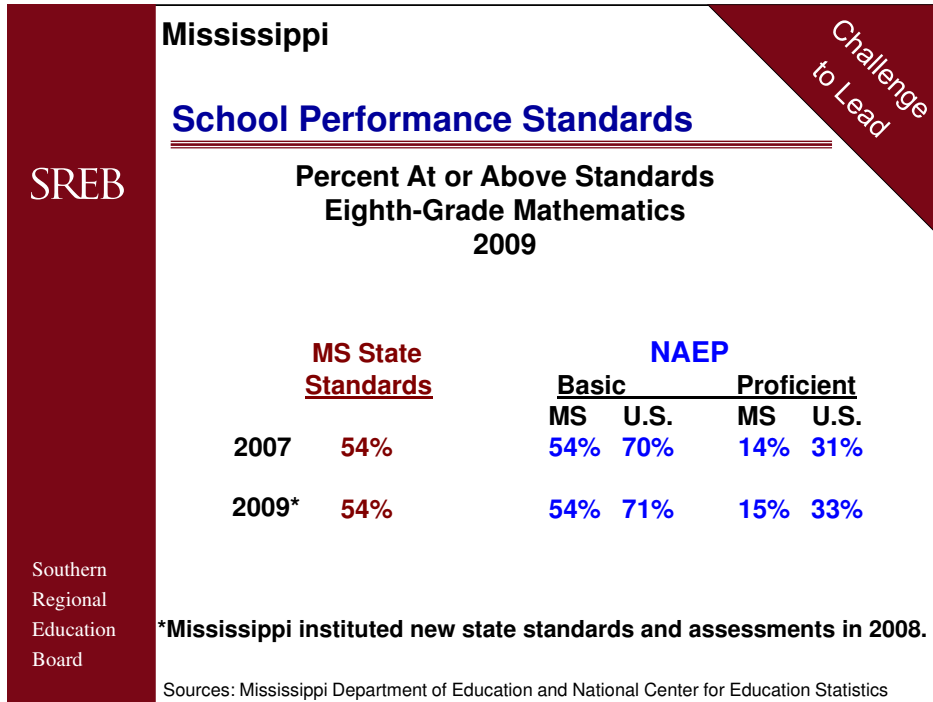 Mississippi
Challenge
to Lead
School Performance Standards
SREB
Percent At or Above Standards
Eighth-Grade Mathematics
2009
MS State NAEP
Standards Basic Proficient
MS U.S. MS U.S.
2007 54% 54% 70% 14% 31%
2009* 54% 54% 71% 15% 33%
Southern
Regional
Education
Board
*Mississippi instituted new state standards and assessments in 2008.
Sources: Mississippi Department of Education and National Center for Education Statistics